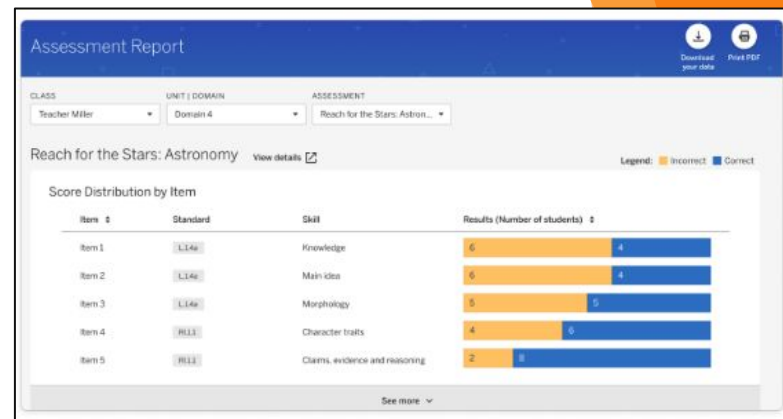 Assessment Report
Download your data
Print PDF
CLASS
UNIT | DOMAIN
ASSESSMENT
Teacher Miller
Domain 4
Reach for the Stars: Astron...
Reach for the Stars: Astronomy View details
Legend: Incorrect Correct
Score Distribution by Item
Item Standard Skill Results (Number of students)
Item 1 L.1.4a Knowledge 6 4
Item 2 L.1.4a Main idea 6 4
Item 3 L.1.4a Morphology 5 5
Item 4 RI.1.1 Character traits 4 6
Item 5 RI.1.1 Claims, evidence and reasoning 2 8
See more